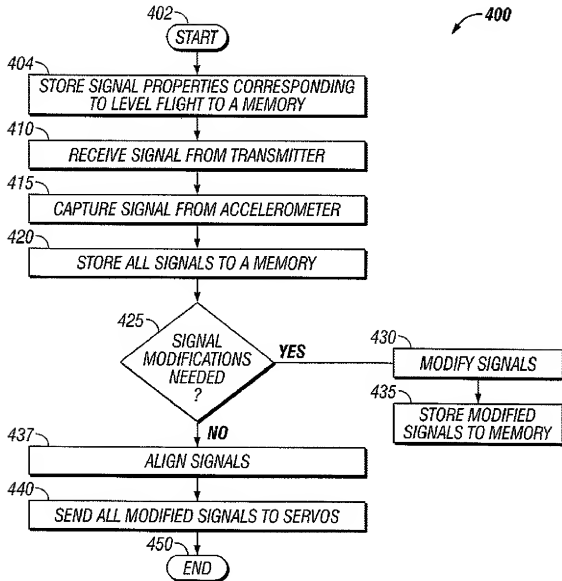 402
START
400
404
STORE SIGNAL PROPERTIES CORRESPONDING
TO LEVEL FLIGHT TO A MEMORY
410
RECEIVE SIGNAL FROM TRANSMITTER
415
CAPTURE SIGNAL FROM ACCELEROMETER
420
STORE ALL SIGNALS TO A MEMORY
425
SIGNAL
MODIFICATIONS
NEEDED
?
YES
430
MODIFY SIGNALS
435
STORE MODIFIED
SIGNALS TO MEMORY
NO
437
ALIGN SIGNALS
440
SEND ALL MODIFIED SIGNALS TO SERVOS
450
END